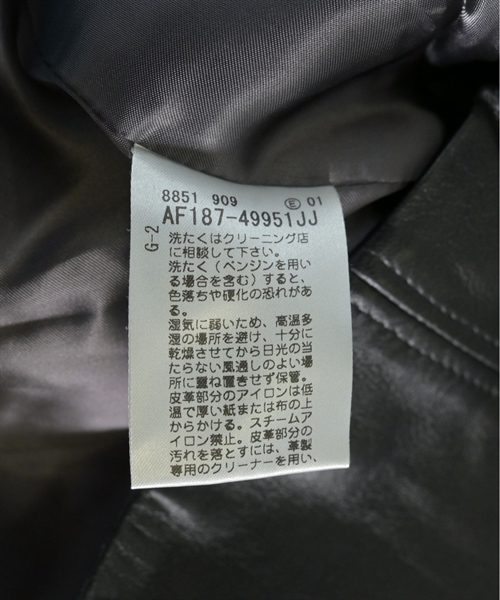 8851 909 Ⓔ 01
AF187-49951JJ
G-2
洗たくはクリーニング店
に相談して下さい。
洗たく（ベンジンを用い
る場合を含む）すると、
色落ちや硬化の恐れがあ
る。
湿気に弱いため、高温多
湿の場所を避け、十分に
乾燥させてから日光の当
たらない風通しのよい場
所に重ね置きせず保管。
皮革部分のアイロンは低
温で厚い紙または布の上
からかける。スチームア
イロン禁止。皮革部分の
汚れを落とすには、革製
専用のクリーナーを用い、